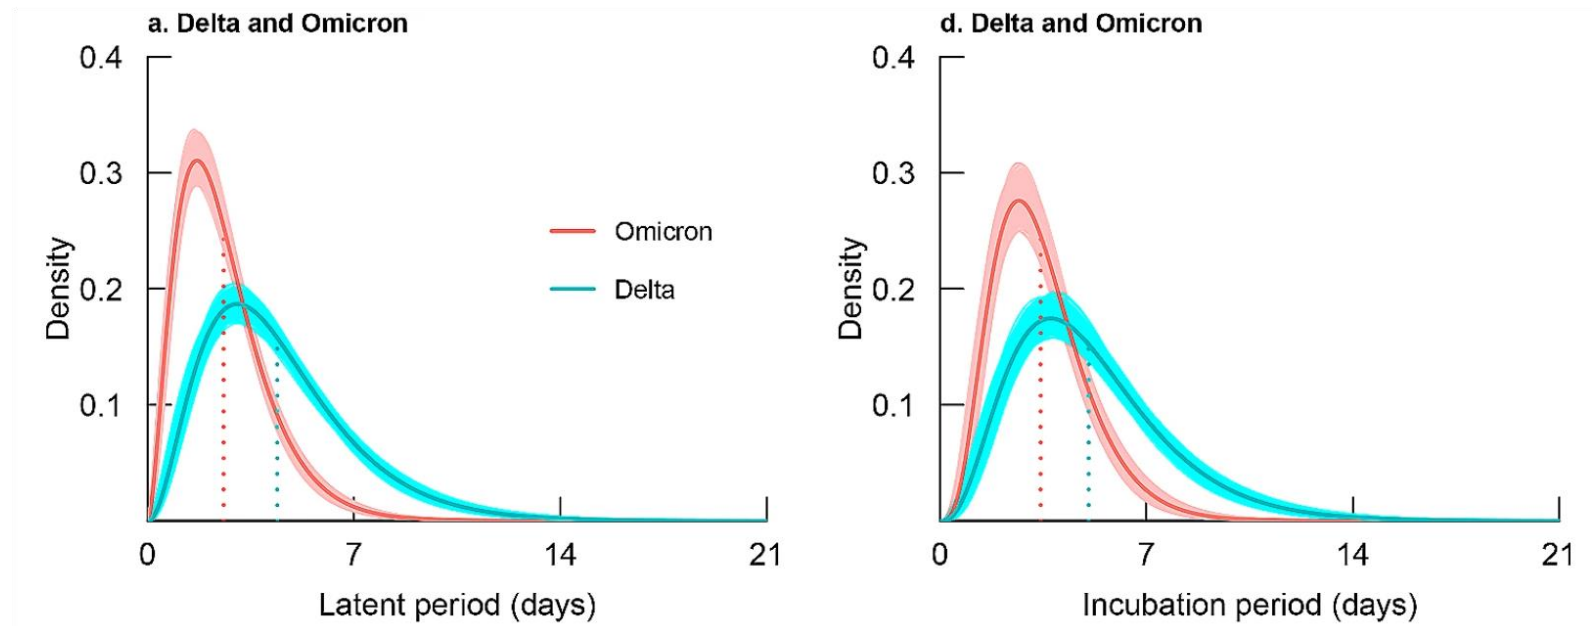 a. Delta and Omicron
0.4
0.3
0.2
0.1
Density
Omicron
Delta
0
7
14
21
Latent period (days)
d. Delta and Omicron
0.4
0.3
0.2
0.1
Density
0
7
14
21
Incubation period (days)